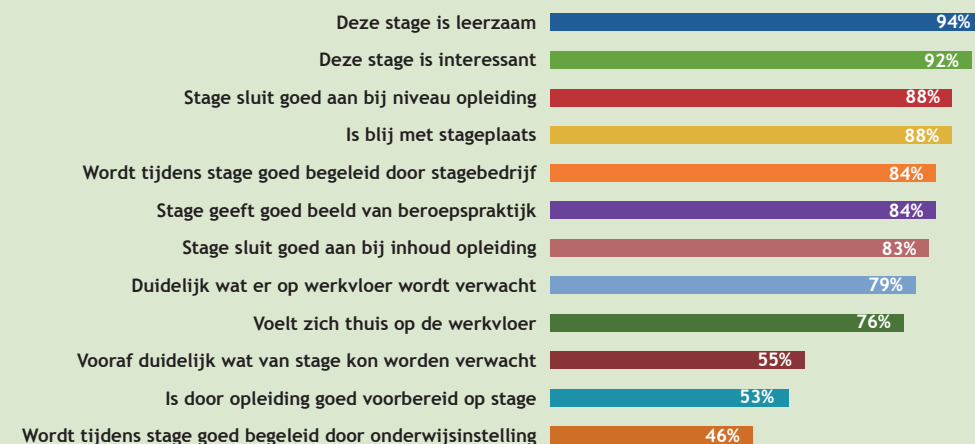 Deze stage is leerzaam 94%
Deze stage is interessant 92%
Stage sluit goed aan bij niveau opleiding 88%
Is blij met stageplaats 88%
Wordt tijdens stage goed begeleid door stagebedrijf 84%
Stage geeft goed beeld van beroepspraktijk 84%
Stage sluit goed aan bij inhoud opleiding 83%
Duidelijk wat er op werkvloer wordt verwacht 79%
Voelt zich thuis op de werkvloer 76%
Vooraf duidelijk wat van stage kon worden verwacht 55%
Is door opleiding goed voorbereid op stage 53%
Wordt tijdens stage goed begeleid door onderwijsinstelling 46%